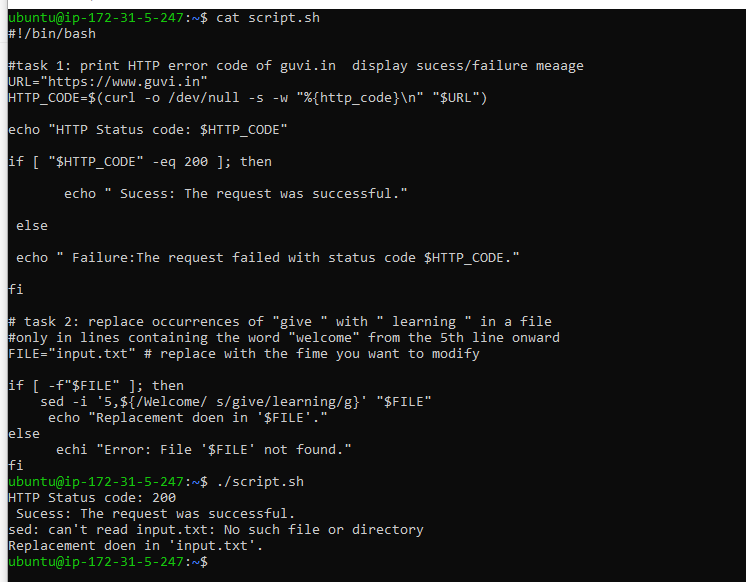 ubuntu@ip-172-31-5-247:~$ cat script.sh
#!/bin/bash
#task 1: print HTTP error code of guvi.in  display sucess/failure meaage
URL="https://www.guvi.in"
HTTP_CODE=$(curl -o /dev/null -s -w "%{http_code}\n" "$URL")
echo "HTTP Status code: $HTTP_CODE"
if [ "$HTTP_CODE" -eq 200 ]; then
       echo " Sucess: The request was successful."
 else
 echo " Failure:The request failed with status code $HTTP_CODE."
fi
# task 2: replace occurrences of "give " with " learning " in a file
#only in lines containing the word "welcome" from the 5th line onward
FILE="input.txt" # replace with the fime you want to modify
if [ -f"$FILE" ]; then
    sed -i '5,${/Welcome/ s/give/learning/g}' "$FILE"
     echo "Replacement doen in '$FILE'."
else
      echi "Error: File '$FILE' not found."
fi
ubuntu@ip-172-31-5-247:~$ ./script.sh
HTTP Status code: 200
 Sucess: The request was successful.
sed: can't read input.txt: No such file or directory
Replacement doen in 'input.txt'.
ubuntu@ip-172-31-5-247:~$